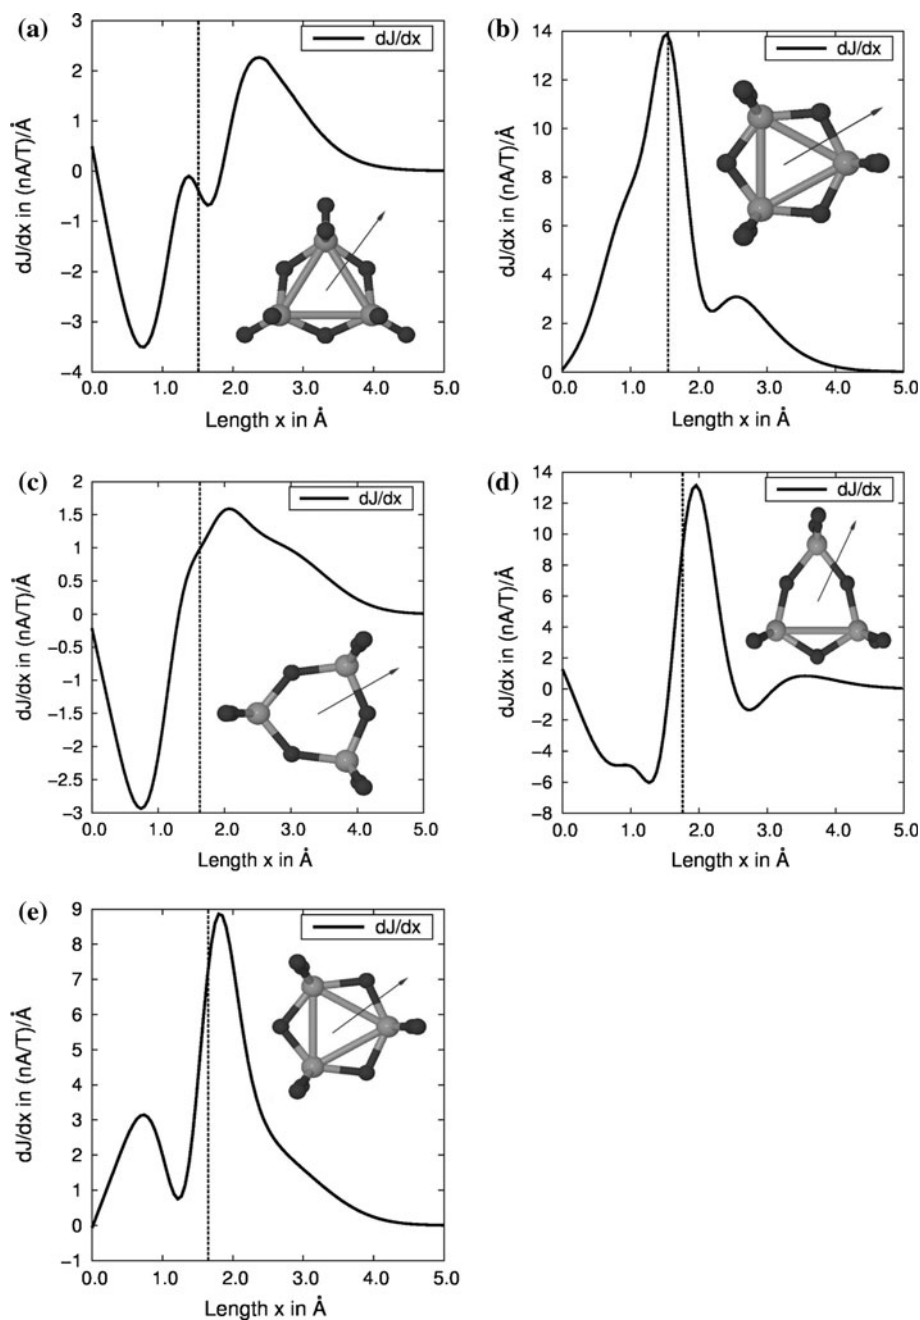 (a)
dJ/dx
dJ/dx in (nA/T)/Å
3
2
1
0
−1
−2
−3
−4
0.0 1.0 2.0 3.0 4.0 5.0
Length x in Å
(b)
dJ/dx
dJ/dx in (nA/T)/Å
14
12
10
8
6
4
2
0
0.0 1.0 2.0 3.0 4.0 5.0
Length x in Å
(c)
dJ/dx
dJ/dx in (nA/T)/Å
2
1.5
1
0.5
0
−0.5
−1
−1.5
−2
−2.5
−3
0.0 1.0 2.0 3.0 4.0 5.0
Length x in Å
(d)
dJ/dx
dJ/dx in (nA/T)/Å
14
12
10
8
6
4
2
0
−2
−4
−6
−8
0.0 1.0 2.0 3.0 4.0 5.0
Length x in Å
(e)
dJ/dx
dJ/dx in (nA/T)/Å
9
8
7
6
5
4
3
2
1
0
−1
0.0 1.0 2.0 3.0 4.0 5.0
Length x in Å